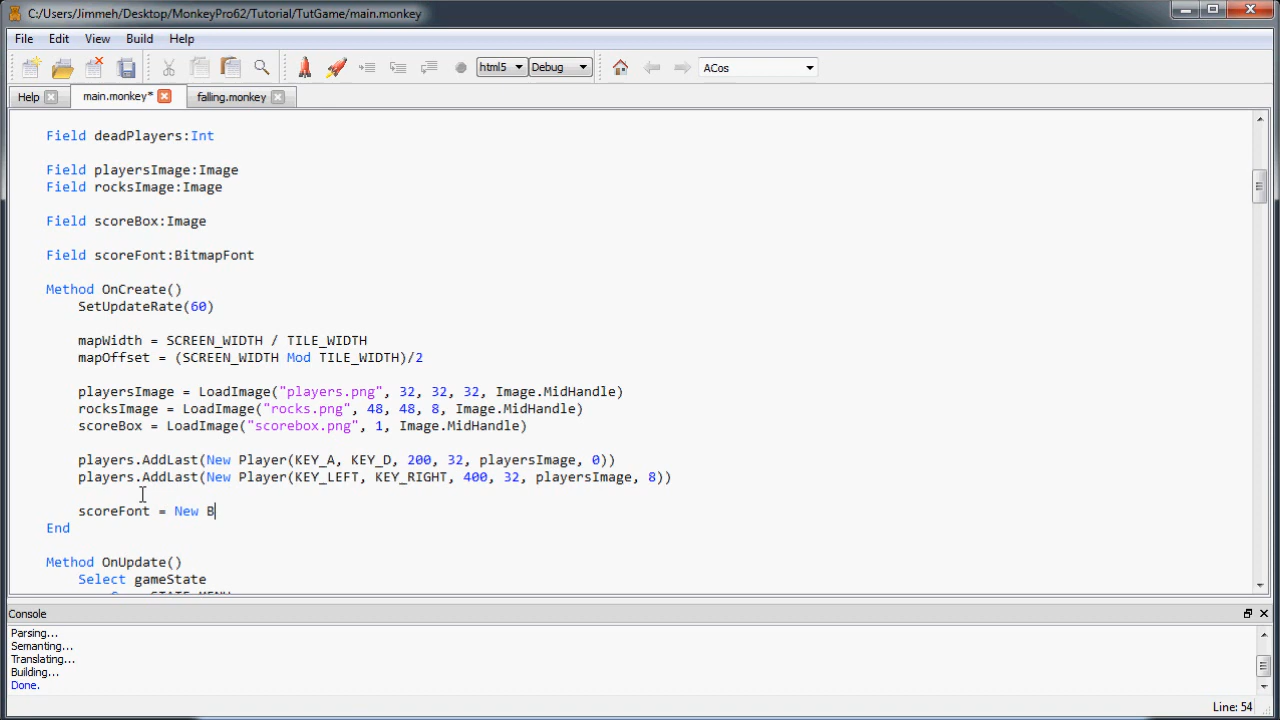 C:/Users/Jimmeh/Desktop/MonkeyPro62/Tutorial/TutGame/main.monkey
File Edit View Build Help
html5 Debug ACos
Help main.monkey* falling.monkey
Field deadPlayers:Int
Field playersImage:Image
Field rocksImage:Image
Field scoreBox:Image
Field scoreFont:BitmapFont
Method OnCreate()
SetUpdateRate(60)
mapWidth = SCREEN_WIDTH / TILE_WIDTH
mapOffset = (SCREEN_WIDTH Mod TILE_WIDTH)/2
playersImage = LoadImage("players.png", 32, 32, 32, Image.MidHandle)
rocksImage = LoadImage("rocks.png", 48, 48, 8, Image.MidHandle)
scoreBox = LoadImage("scorebox.png", 1, Image.MidHandle)
players.AddLast(New Player(KEY_A, KEY_D, 200, 32, playersImage, 0))
players.AddLast(New Player(KEY_LEFT, KEY_RIGHT, 400, 32, playersImage, 8))
scoreFont = New B
End
Method OnUpdate()
Select gameState
Case STATE_MENU
Console
Parsing...
Semanting...
Translating...
Building...
Done.
Line: 54